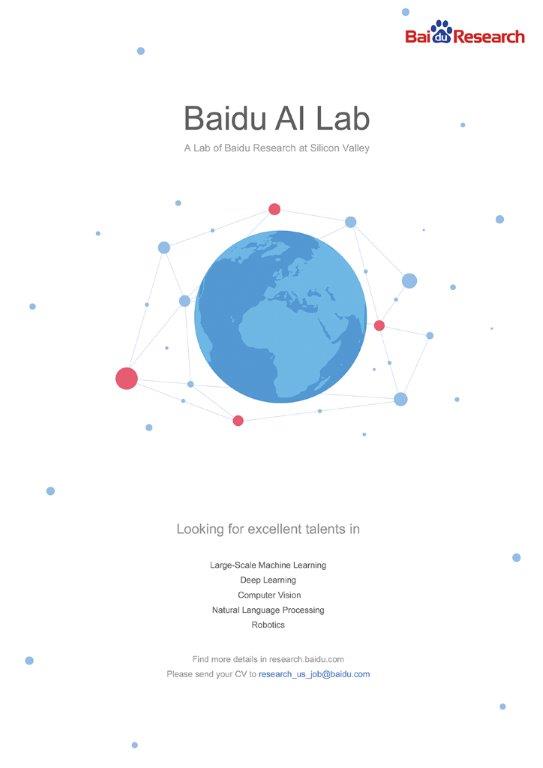 Baidu Research
Baidu AI Lab
A Lab of Baidu Research at Silicon Valley
Looking for excellent talents in
Large-Scale Machine Learning
Deep Learning
Computer Vision
Natural Language Processing
Robotics
Find more details in research.baidu.com
Please send your CV to research_us_job@baidu.com